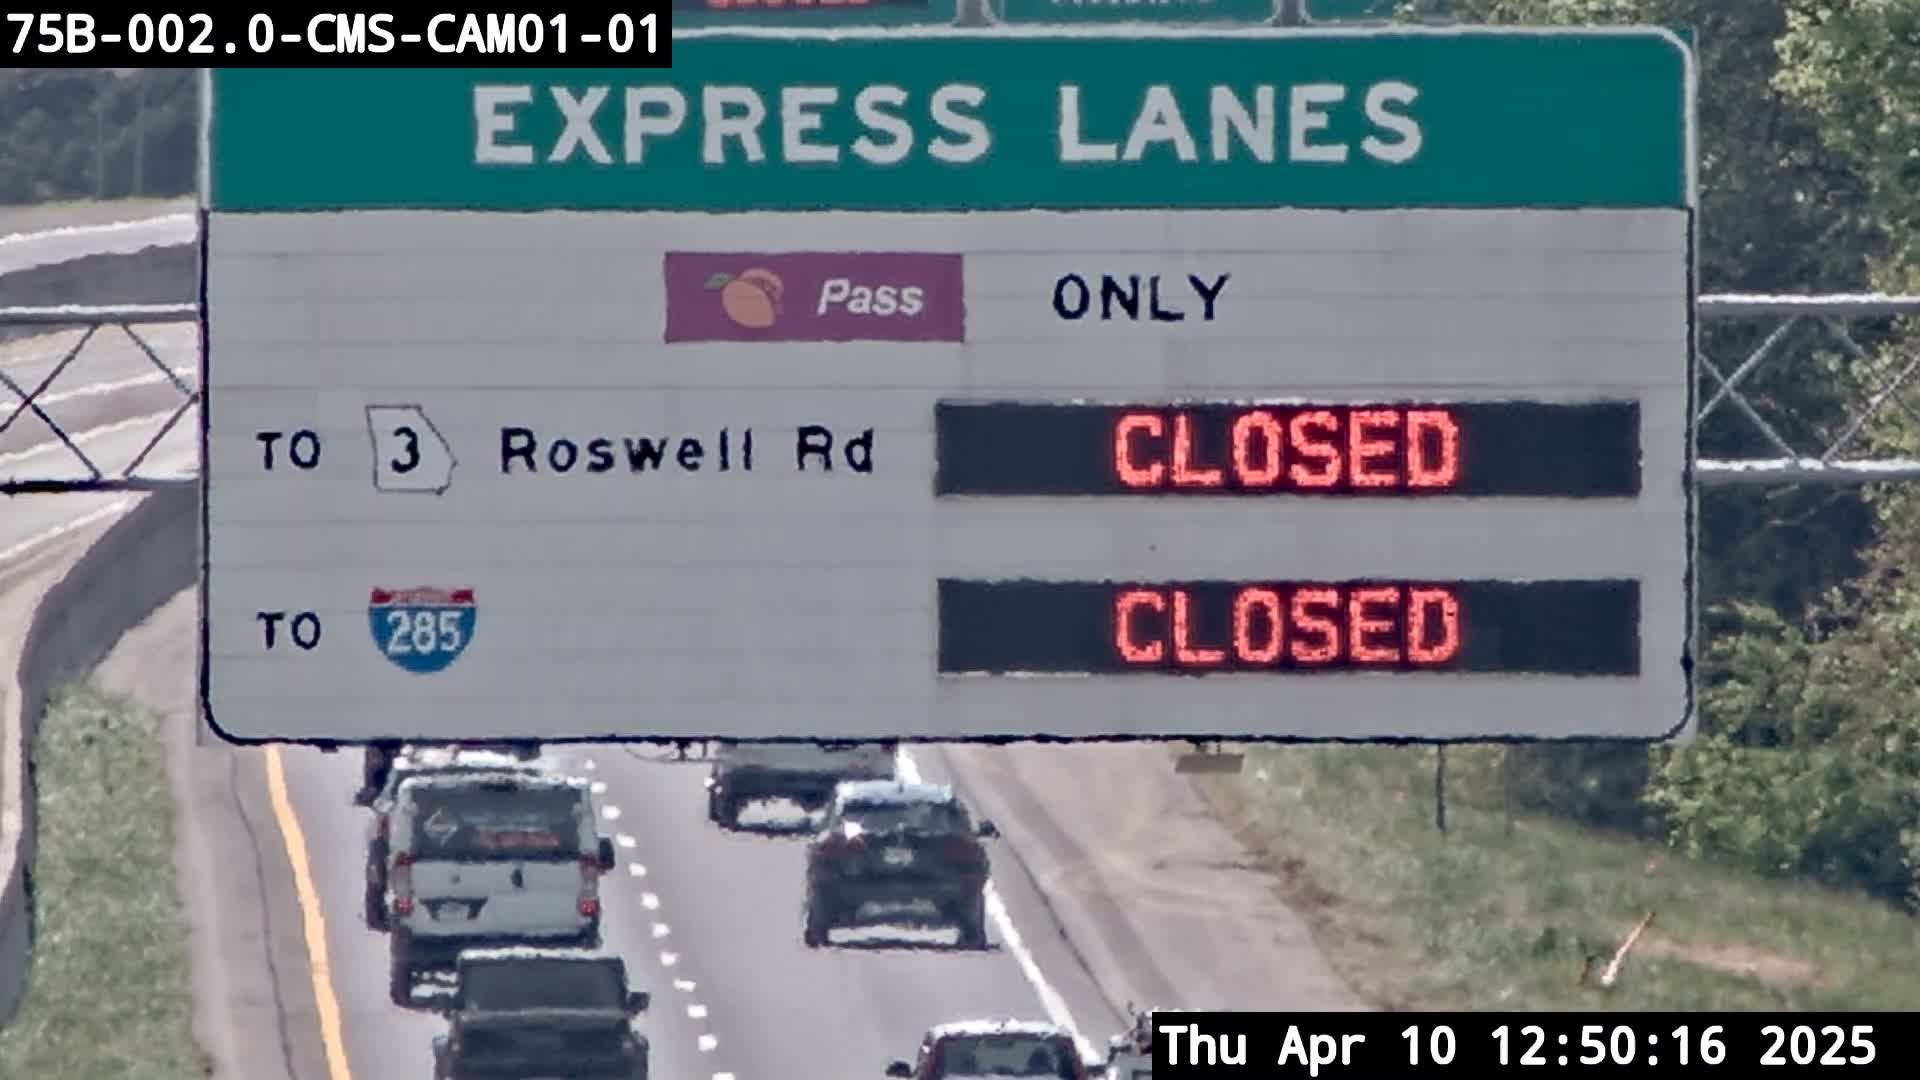 75B-002.0-CMS-CAM01-01
EXPRESS LANES
Pass ONLY
TO 3 Roswell Rd CLOSED
TO 285 CLOSED
Thu Apr 10 12:50:16 2025